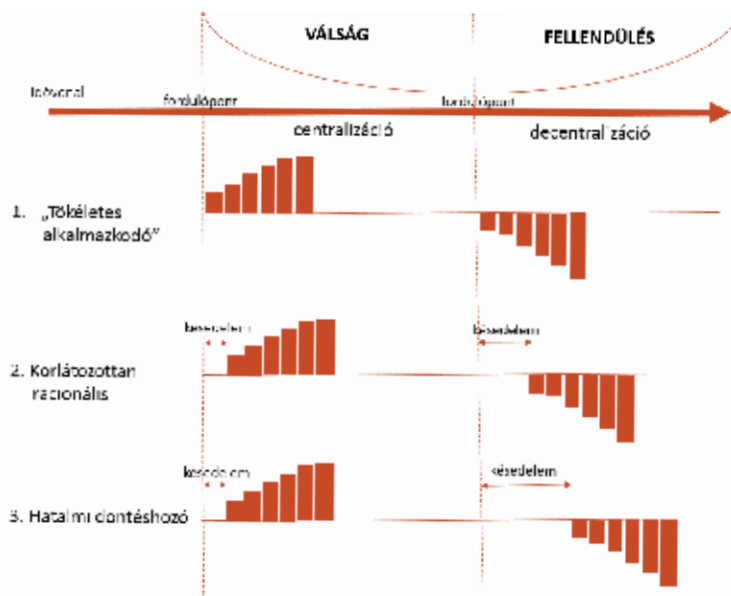 VÁLSÁG
FELLENDÜLÉS
Idővonal
fordulópont
fordulópont
centralizáció
decentralizáció
1. „Tökéletes
alkalmazkodó”
késedelem
késedelem
2. Korlátozottan
racionális
késedelem
késedelem
3. Hatalmi döntéshozó